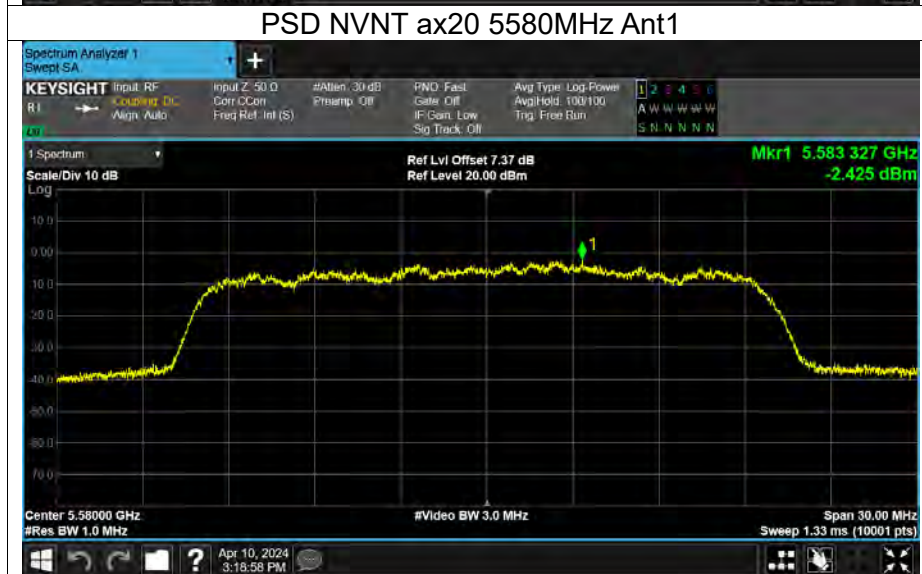 PSD NVNT ax20 5580MHz Ant1
Spectrum Analyzer 1
Swept SA
+
KEYSIGHT Input: RF Input Z: 50 Ω #Atten: 30 dB PNO: Fast Avg Type: Log-Power 1 2 3 4 5 6
R L Coupling: DC Corr CCorr Preamp: Off Gate: Off Avg|Hold: 100/100 A W W W W W
Align: Auto Freq Ref: Int (S) IF Gain: Low Trig: Free Run
Sig Track: Off S N N N N N
1 Spectrum Ref Lvl Offset 7.37 dB Mkr1 5.583 327 GHz
Scale/Div 10 dB Ref Level 20.00 dBm -2.425 dBm
Log
10.0
0.00
1
-10.0
-20.0
-30.0
-40.0
-50.0
-60.0
-70.0
Center 5.58000 GHz #Video BW 3.0 MHz Span 30.00 MHz
#Res BW 1.0 MHz Sweep 1.33 ms (10001 pts)
? Apr 10, 2024
3:18:58 PM